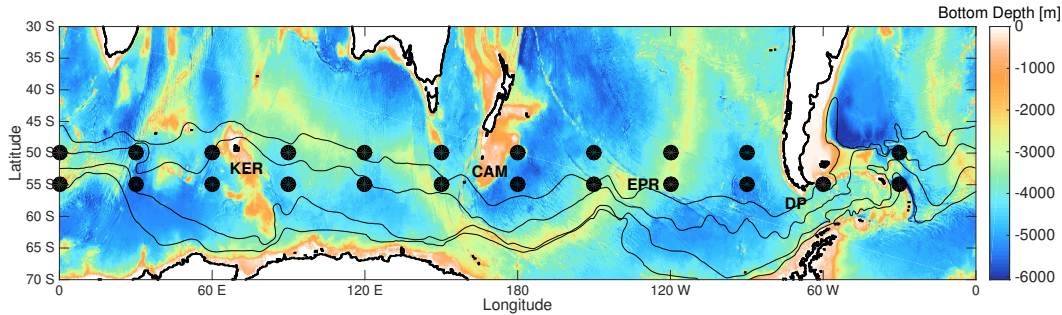 Bottom Depth [m]
30 S
35 S
40 S
45 S
50 S
55 S
60 S
65 S
70 S
Latitude
KER
CAM
EPR
DP
0
60 E
120 E
180
120 W
60 W
0
Longitude
0
-1000
-2000
-3000
-4000
-5000
-6000